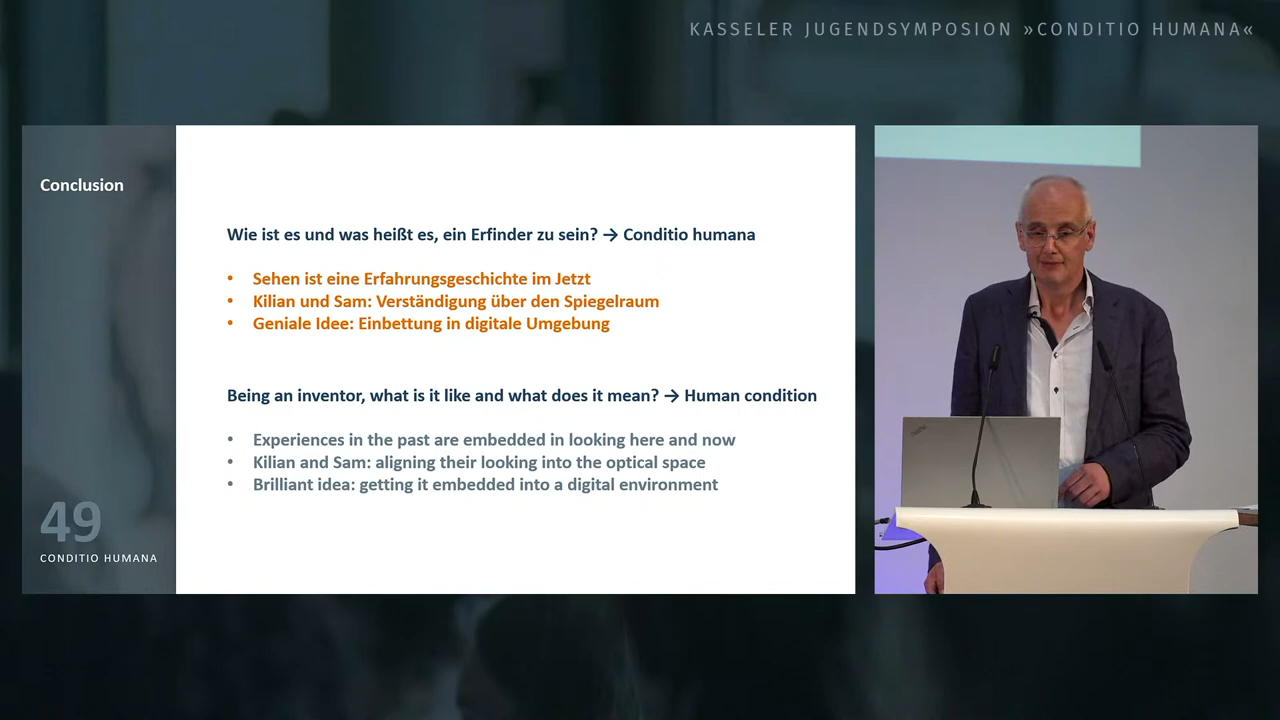 KASSELER JUGENDSYMPOSION »CONDITIO HUMANA«
Conclusion
Wie ist es und was heißt es, ein Erfinder zu sein? → Conditio humana
• Sehen ist eine Erfahrungsgeschichte im Jetzt
• Kilian und Sam: Verständigung über den Spiegelraum
• Geniale Idee: Einbettung in digitale Umgebung
Being an inventor, what is it like and what does it mean? → Human condition
• Experiences in the past are embedded in looking here and now
• Kilian and Sam: aligning their looking into the optical space
• Brilliant idea: getting it embedded into a digital environment
49
CONDITIO HUMANA